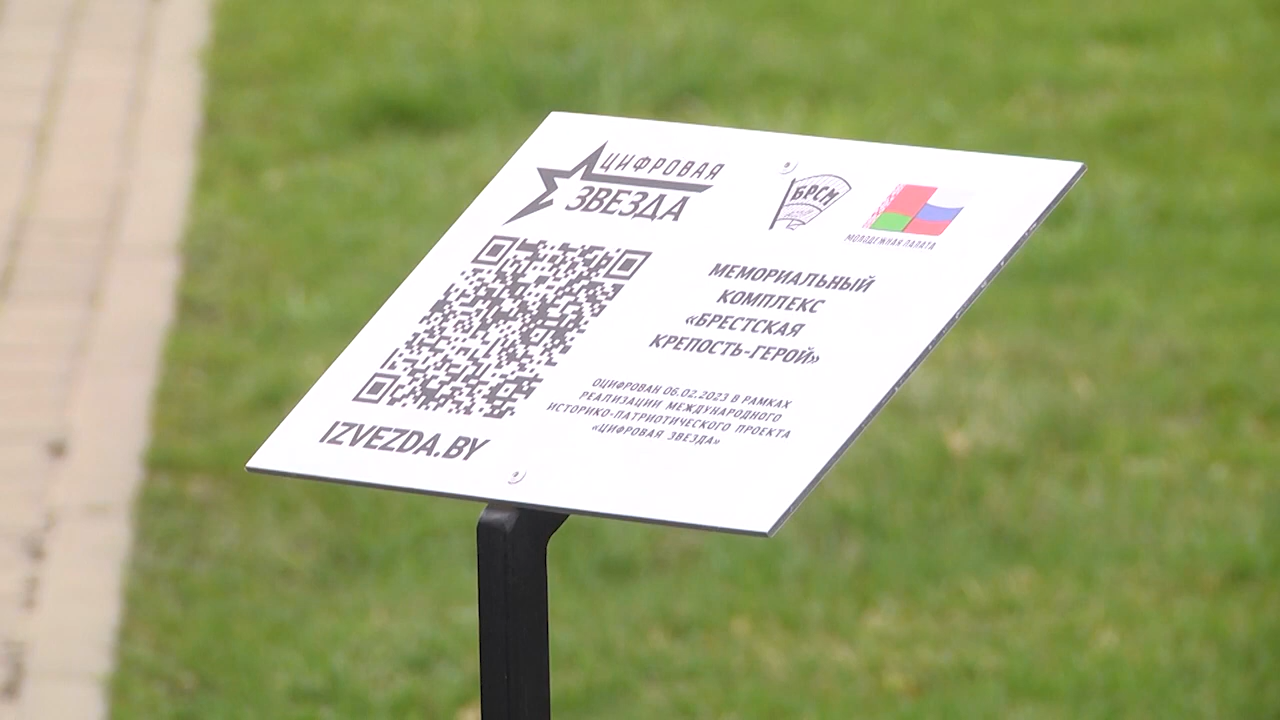 ЦИФРОВАЯ
ЗВЕЗДА
БРСМ
МОЛОДЕЖНАЯ ПАЛАТА
МЕМОРИАЛЬНЫЙ
КОМПЛЕКС
«БРЕСТСКАЯ
КРЕПОСТЬ-ГЕРОЙ»
ОЦИФРОВАН 06.02.2023 В РАМКАХ
РЕАЛИЗАЦИИ МЕЖДУНАРОДНОГО
ИСТОРИКО-ПАТРИОТИЧЕСКОГО ПРОЕКТА
«ЦИФРОВАЯ ЗВЕЗДА»
IZVEZDA.BY